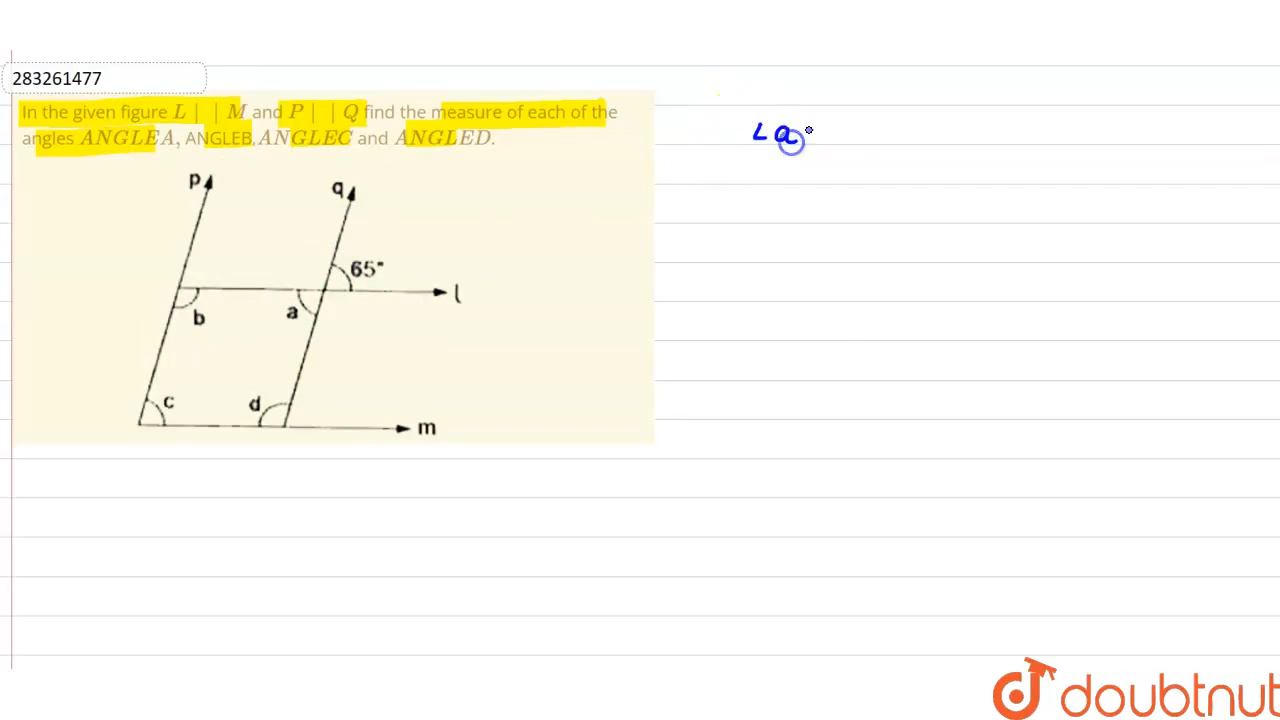 283261477
In the given figure L | | M and P | | Q find the measure of each of the
angles ANGLEA, ANGLEB, ANGLEC and ANGLED.
p
q
65°
l
b
a
c
d
m
∠a
doubtnut